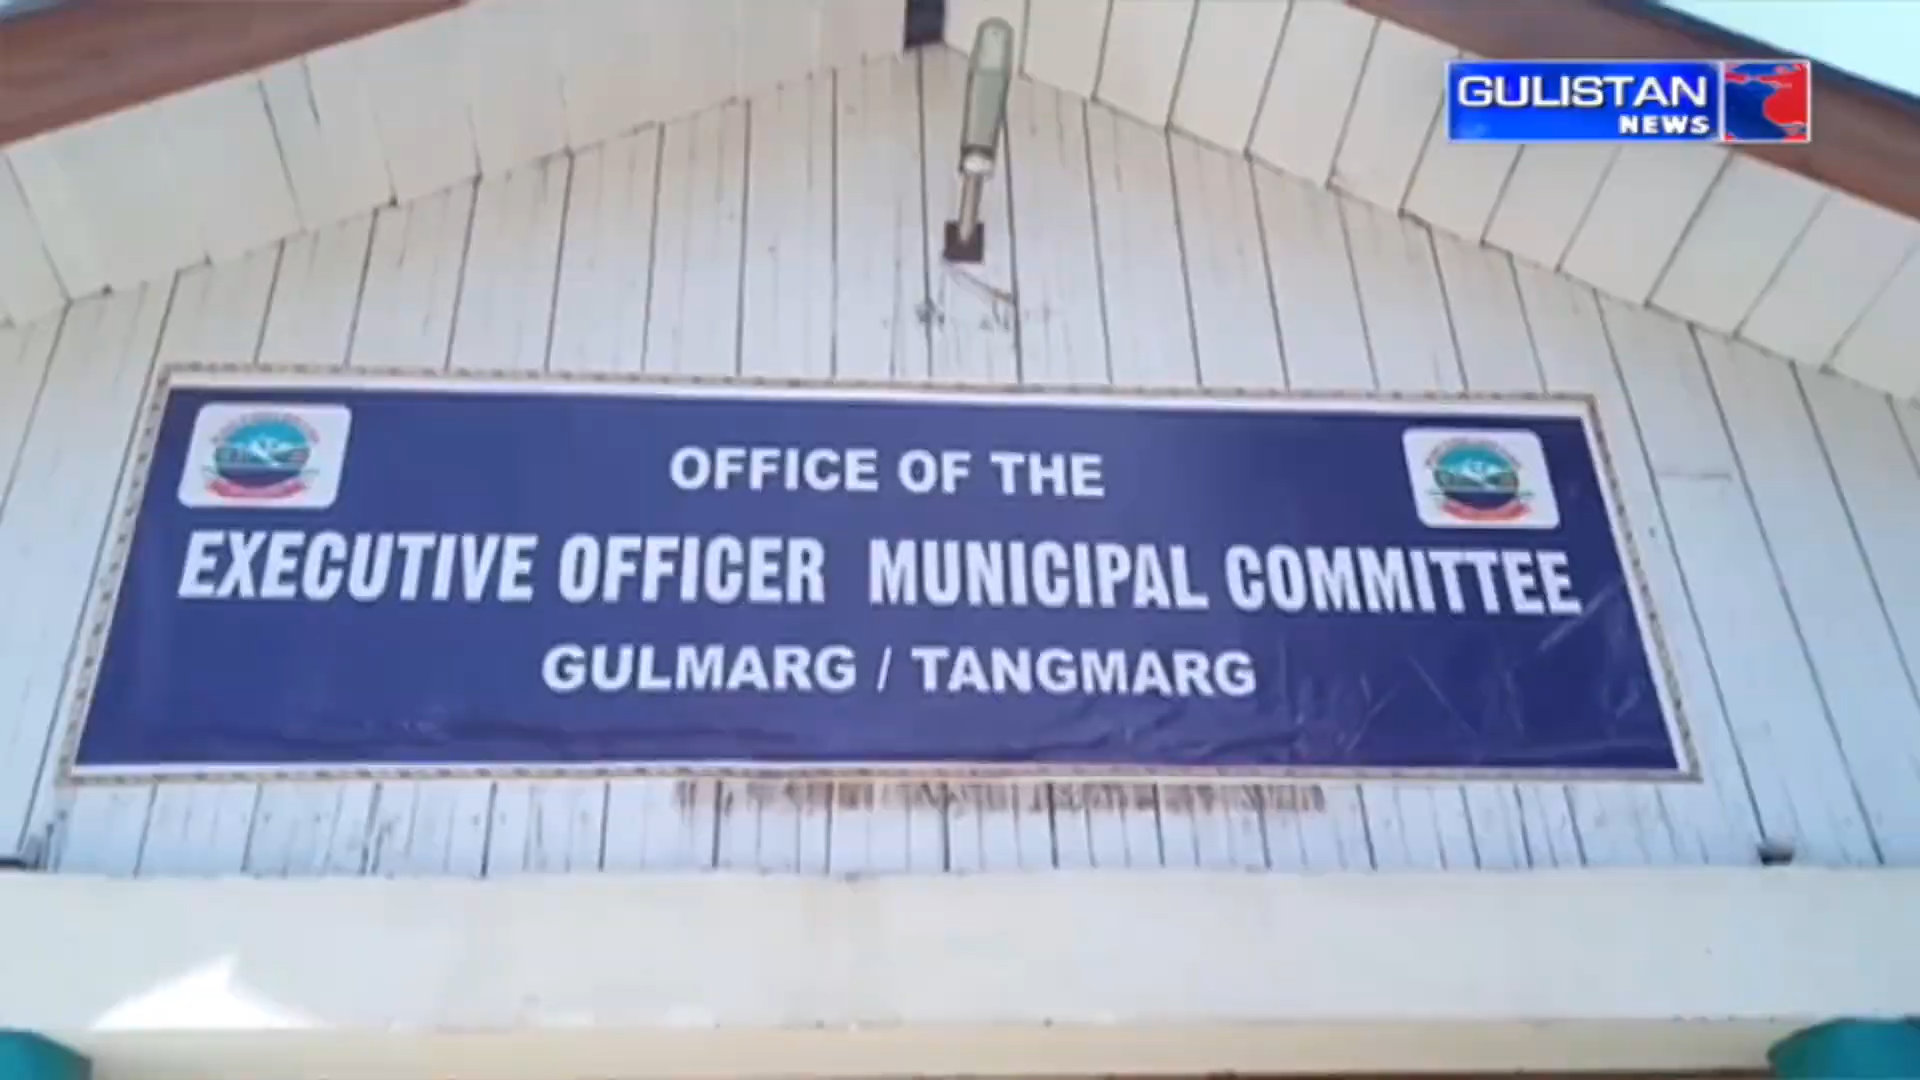 GULISTAN
NEWS
OFFICE OF THE
EXECUTIVE OFFICER MUNICIPAL COMMITTEE
GULMARG / TANGMARG